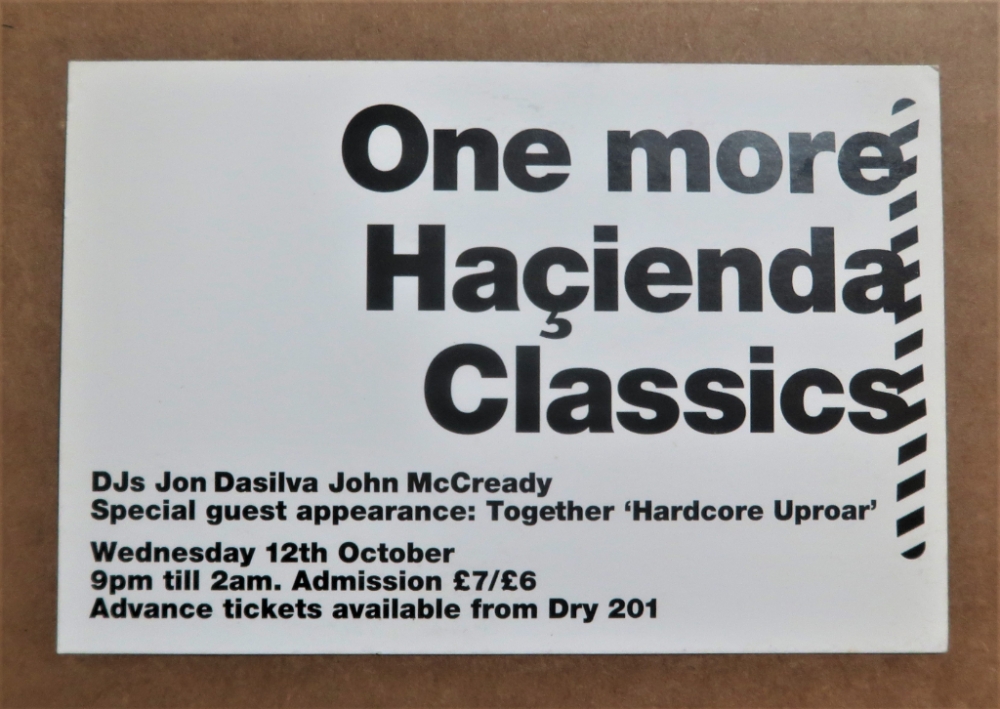 One more
Haçienda
Classics
DJs Jon Dasilva John McCready
Special guest appearance: Together ‘Hardcore Uproar’
Wednesday 12th October
9pm till 2am. Admission £7/£6
Advance tickets available from Dry 201